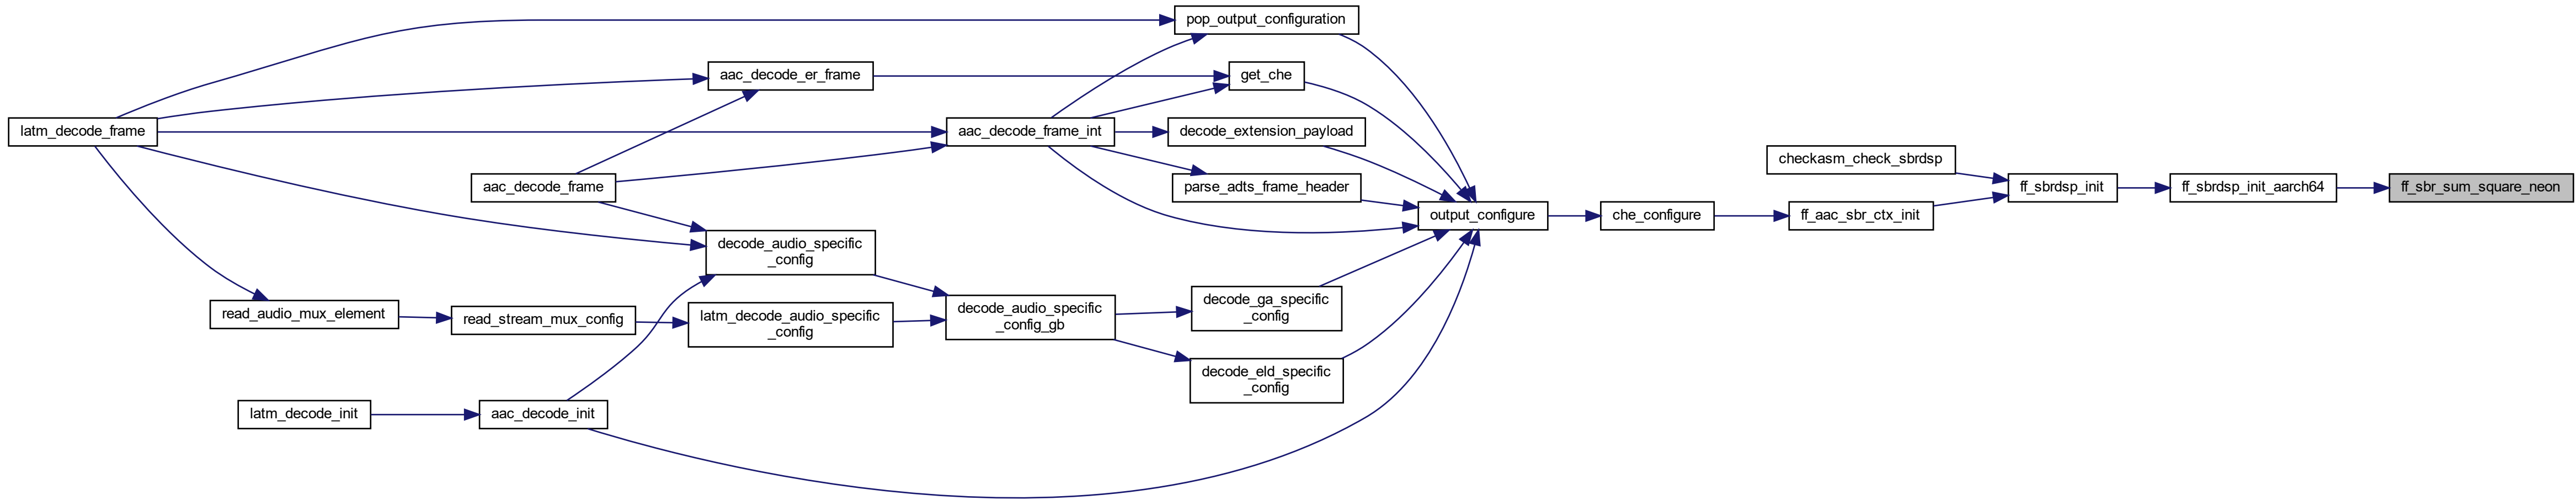 pop_output_configuration
aac_decode_er_frame
get_che
latm_decode_frame
aac_decode_frame_int
decode_extension_payload
checkasm_check_sbrdsp
aac_decode_frame
parse_adts_frame_header
ff_sbrdsp_init
ff_sbrdsp_init_aarch64
ff_sbr_sum_square_neon
output_configure
che_configure
ff_aac_sbr_ctx_init
decode_audio_specific
_config
read_audio_mux_element
read_stream_mux_config
latm_decode_audio_specific
_config
decode_audio_specific
_config_gb
decode_ga_specific
_config
decode_eld_specific
_config
latm_decode_init
aac_decode_init